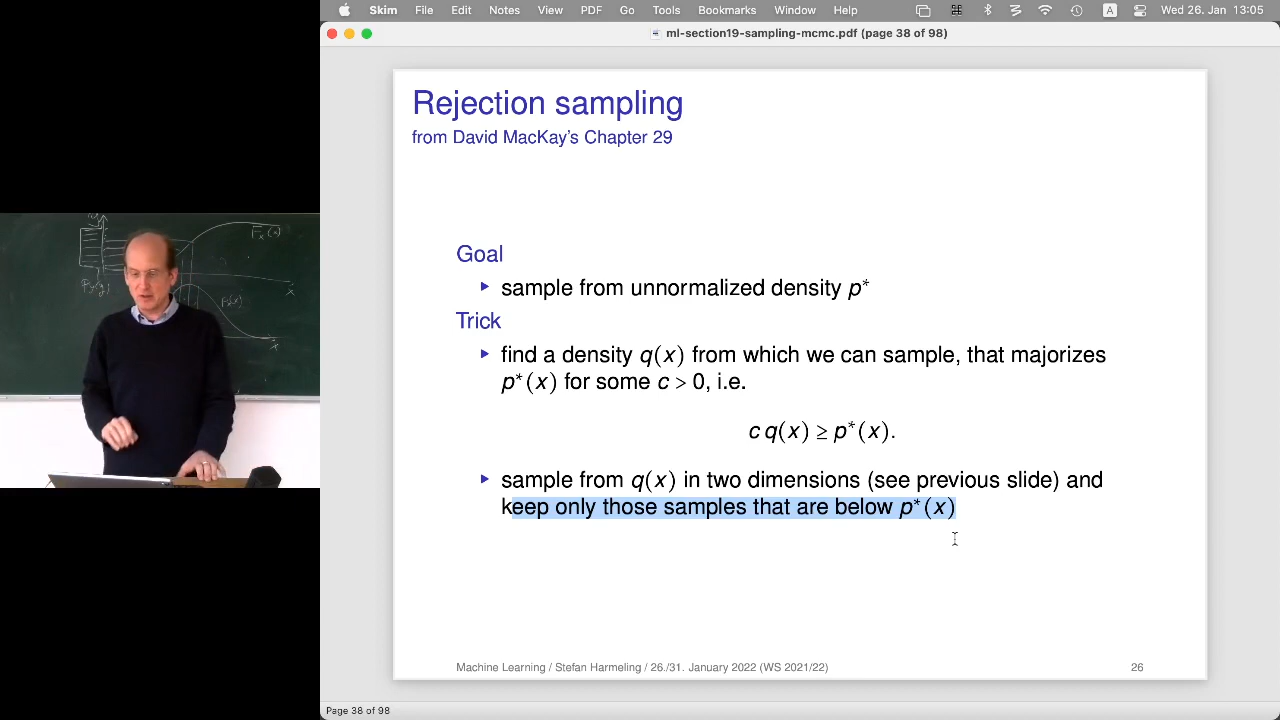 Skim File Edit Notes View PDF Go Tools Bookmarks Window Help A Wed 26. Jan 13:05
ml-section19-sampling-mcmc.pdf (page 38 of 98)
Rejection sampling
from David MacKay's Chapter 29
Goal
▶ sample from unnormalized density p*
Trick
▶ find a density q(x) from which we can sample, that majorizes
p*(x) for some c > 0, i.e.
c q(x) ≥ p*(x).
▶ sample from q(x) in two dimensions (see previous slide) and
keep only those samples that are below p*(x)
Machine Learning / Stefan Harmeling / 26./31. January 2022 (WS 2021/22) 26
Page 38 of 98